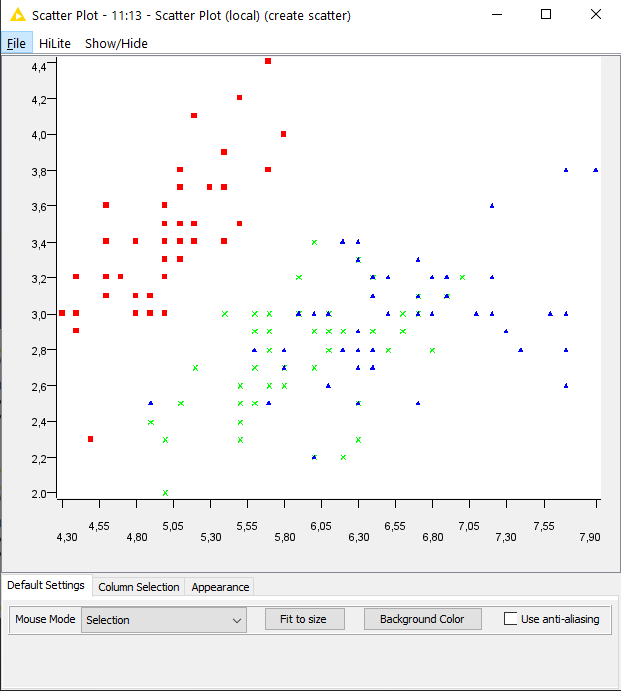 Scatter Plot - 11:13 - Scatter Plot (local) (create scatter)
File HiLite Show/Hide
4,4
4,2
4,0
3,8
3,6
3,4
3,2
3,0
2,8
2,6
2,4
2,2
2.0
4,55 5,05 5,55 6,05 6,55 7,05 7,55
4,30 4,80 5,30 5,80 6,30 6,80 7,30 7,90
Default Settings Column Selection Appearance
Mouse Mode Selection Fit to size Background Color Use anti-aliasing